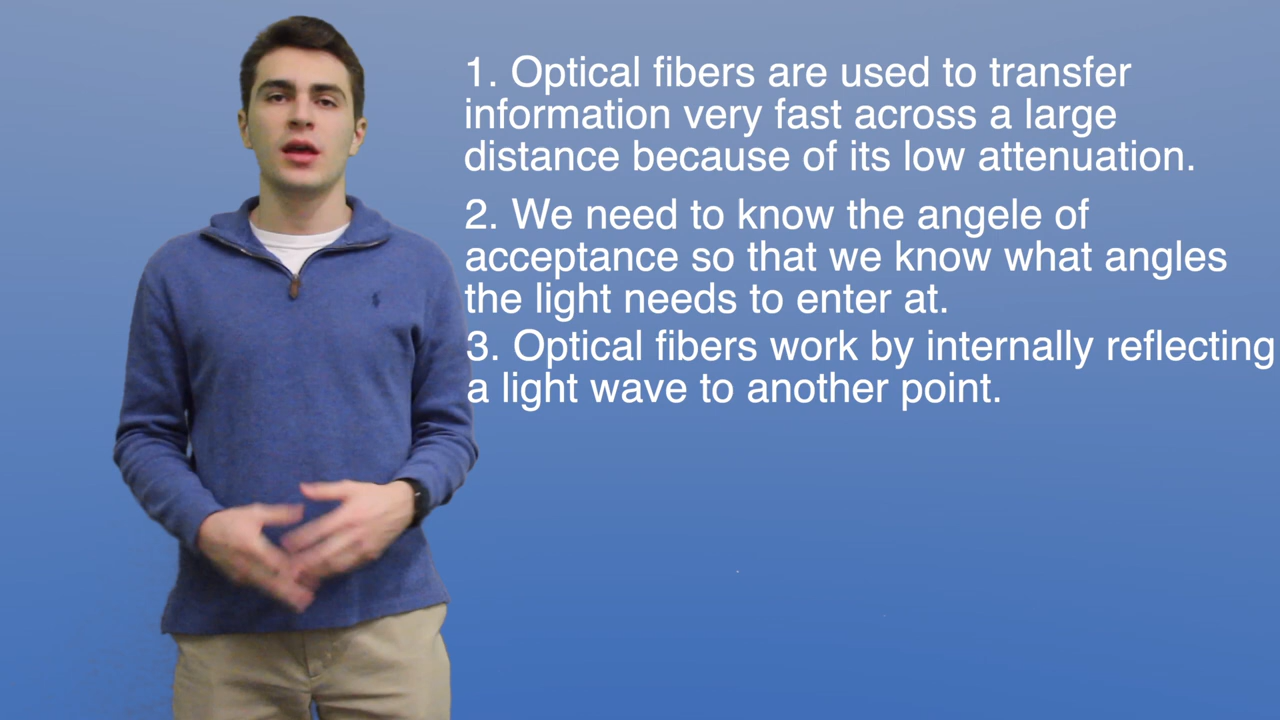 1. Optical fibers are used to transfer
information very fast across a large
distance because of its low attenuation.
2. We need to know the angele of
acceptance so that we know what angles
the light needs to enter at.
3. Optical fibers work by internally reflecting
a light wave to another point.